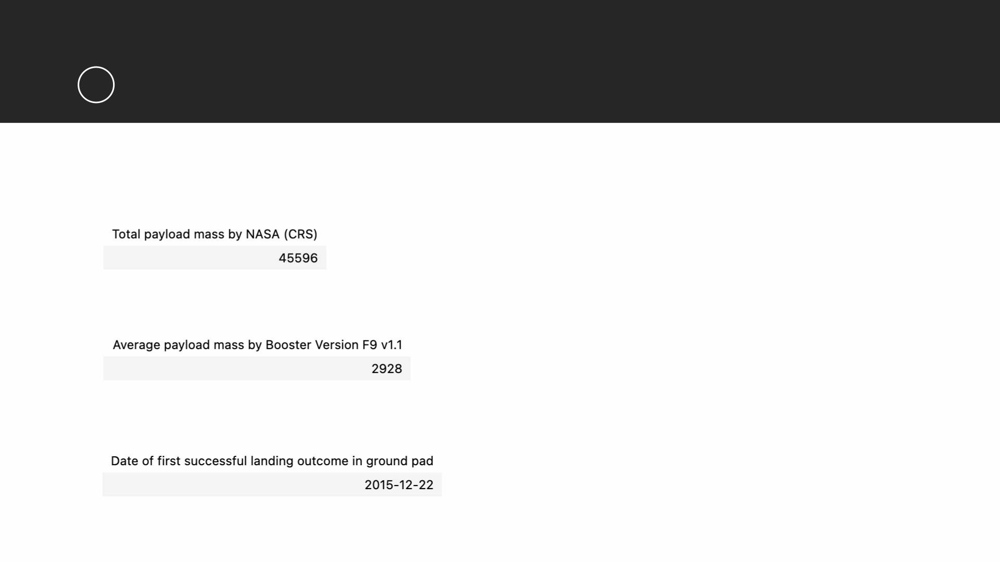 Total payload mass by NASA (CRS)
45596
Average payload mass by Booster Version F9 v1.1
2928
Date of first successful landing outcome in ground pad
2015-12-22